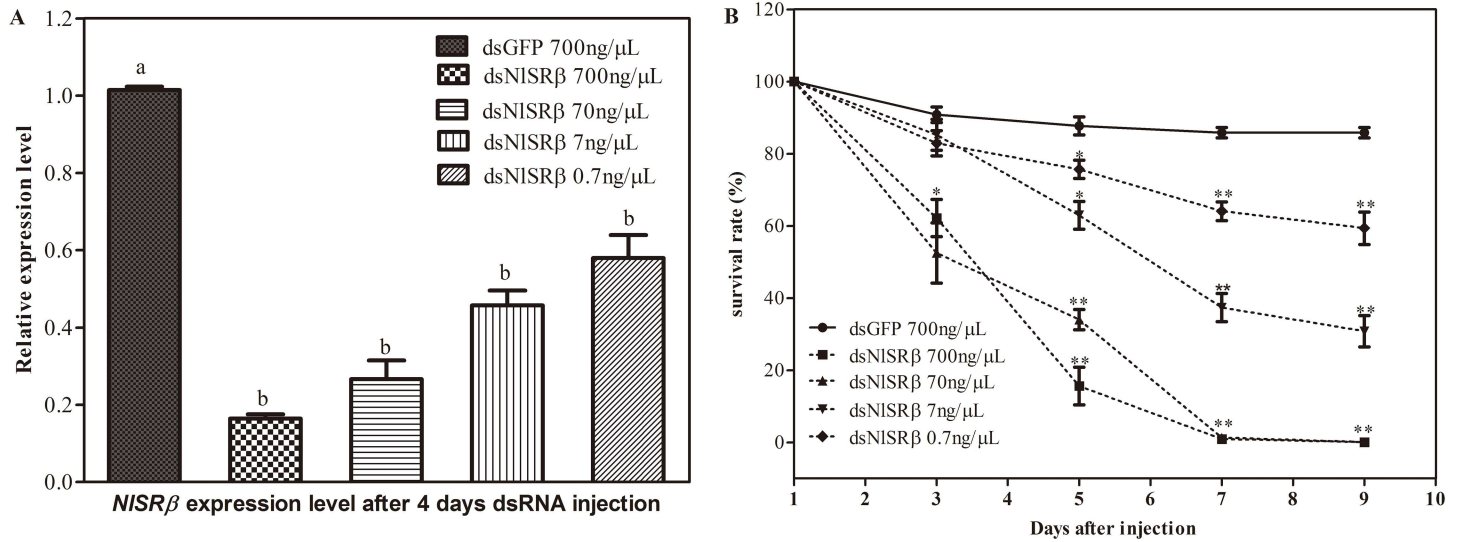 A
Relative expression level
1.2
1.0
0.8
0.6
0.4
0.2
0.0
a
b
b
b
b
dsGFP 700ng/μL
dsNlSRβ 700ng/μL
dsNlSRβ 70ng/μL
dsNlSRβ 7ng/μL
dsNlSRβ 0.7ng/μL
NlSRβ expression level after 4 days dsRNA injection
B
survival rate (%)
120
100
80
60
40
20
0
*
*
*
**
**
**
**
**
**
**
**
dsGFP 700ng/μL
dsNlSRβ 700ng/μL
dsNlSRβ 70ng/μL
dsNlSRβ 7ng/μL
dsNlSRβ 0.7ng/μL
1 2 3 4 5 6 7 8 9 10
Days after injection